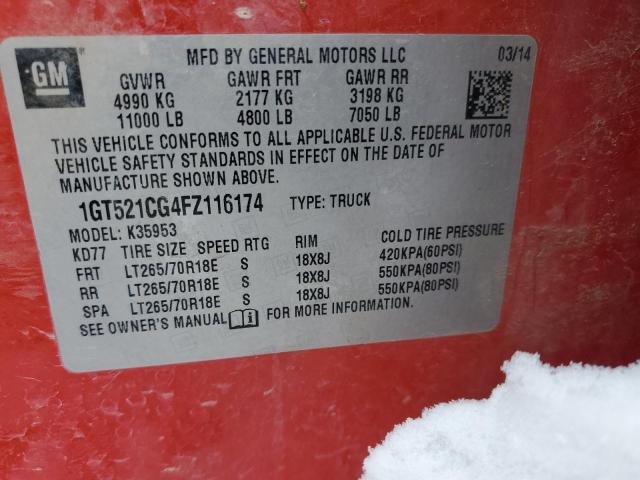 GM
MFD BY GENERAL MOTORS LLC 03/14
GVWR GAWR FRT GAWR RR
4990 KG 2177 KG 3198 KG
11000 LB 4800 LB 7050 LB
THIS VEHICLE CONFORMS TO ALL APPLICABLE U.S. FEDERAL MOTOR
VEHICLE SAFETY STANDARDS IN EFFECT ON THE DATE OF
MANUFACTURE SHOWN ABOVE.
1GT521CG4FZ116174 TYPE: TRUCK
MODEL: K35953
KD77 TIRE SIZE SPEED RTG RIM COLD TIRE PRESSURE
FRT LT265/70R18E S 18X8J 420KPA(60PSI)
RR LT265/70R18E S 18X8J 550KPA(80PSI)
SPA LT265/70R18E S 18X8J 550KPA(80PSI)
SEE OWNER'S MANUAL FOR MORE INFORMATION.